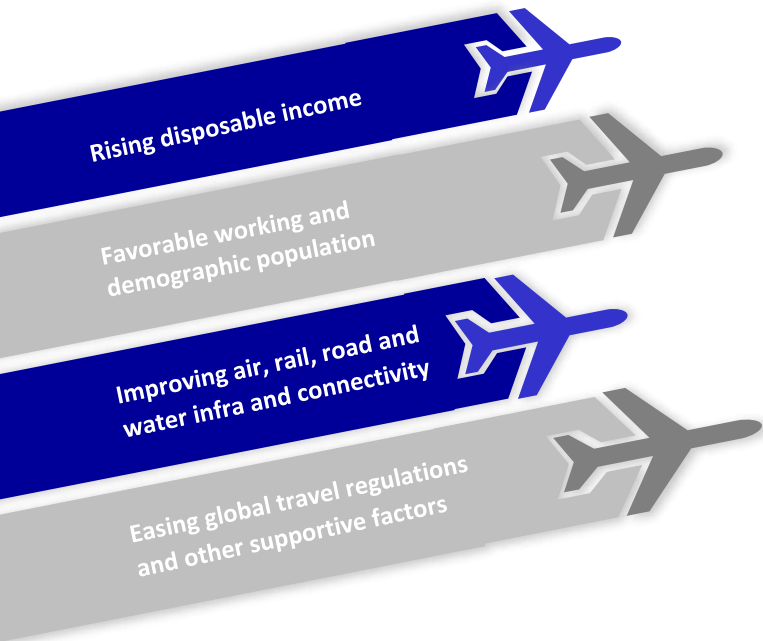 Rising disposable income
Favorable working and
demographic population
Improving air, rail, road and
water infra and connectivity
Easing global travel regulations
and other supportive factors